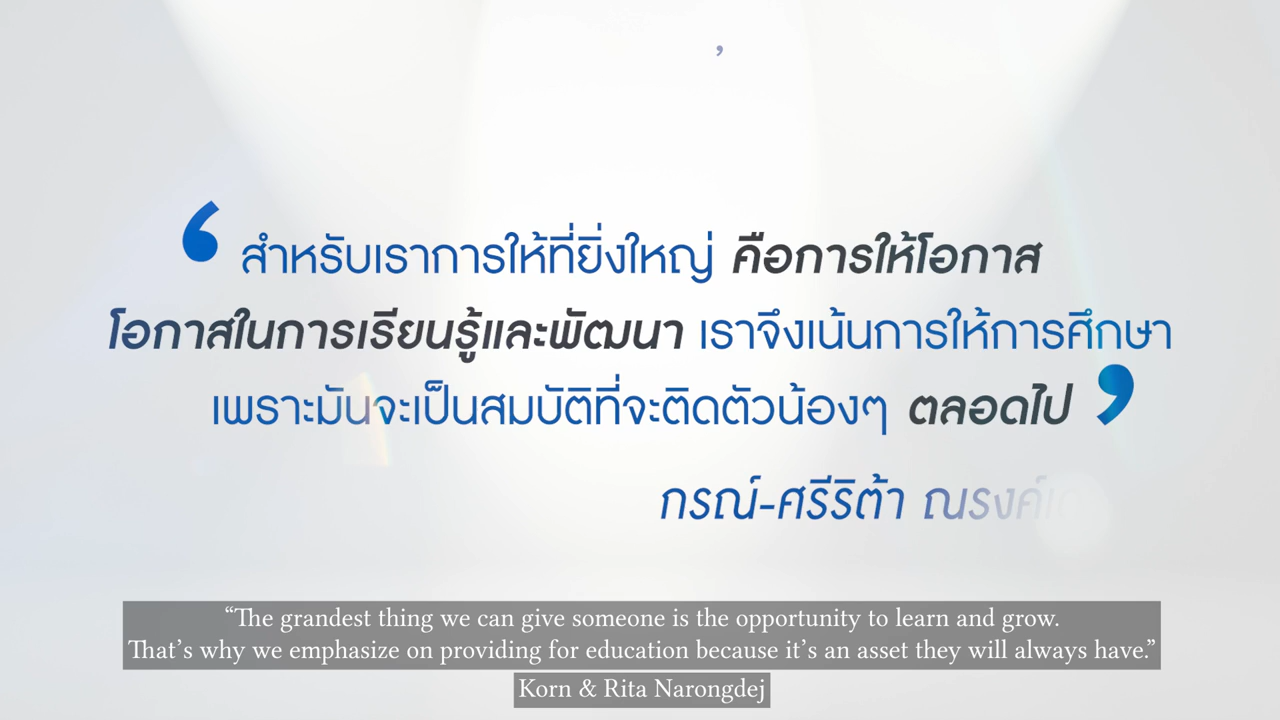 ‘ สำหรับเราการให้ที่ยิ่งใหญ่ คือการให้โอกาส
โอกาสในการเรียนรู้และพัฒนา เราจึงเน้นการให้การศึกษา
เพราะมันจะเป็นสมบัติที่จะติดตัวน้องๆ ตลอดไป ’
กรณ์-ศรีริต้า
“The grandest thing we can give someone is the opportunity to learn and grow.
That’s why we emphasize on providing for education because it’s an asset they will always have.”
Korn & Rita Narongdej